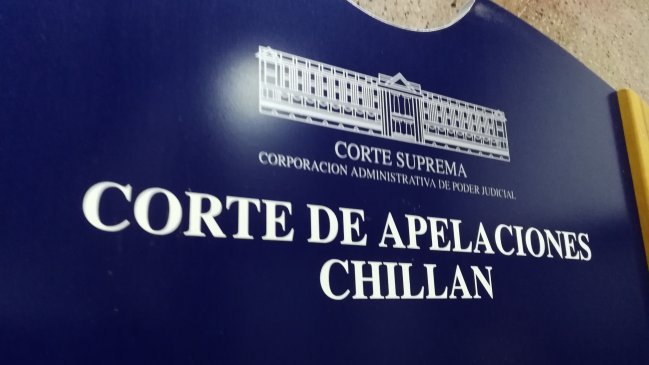 CORTE SUPREMA
CORPORACION ADMINISTRATIVA DE PODER JUDICIAL
CORTE DE APELACIONES
CHILLAN